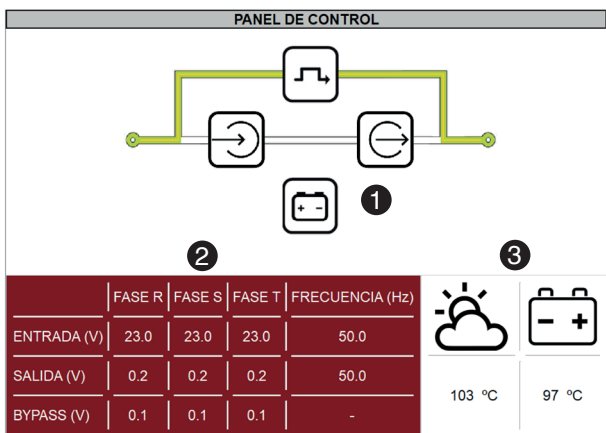 PANEL DE CONTROL
+ -
1
2
3
FASE R FASE S FASE T FRECUENCIA (Hz)
ENTRADA (V) 23.0 23.0 23.0 50.0
SALIDA (V) 0.2 0.2 0.2 50.0
BYPASS (V) 0.1 0.1 0.1 -
- +
103 ºC 97 ºC